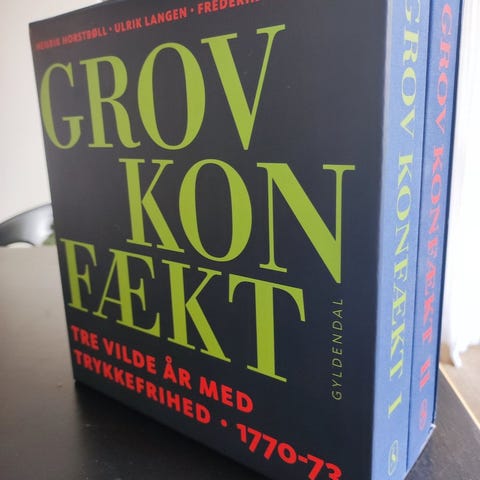 HENRIK HORSTBØLL · ULRIK LANGEN · FREDERIK
GROV
KON
FÆKT
TRE VILDE ÅR MED
TRYKKEFRIHED · 1770-73
GYLDENDAL
GROV KONFÆKT I
GROV KONFÆKT II